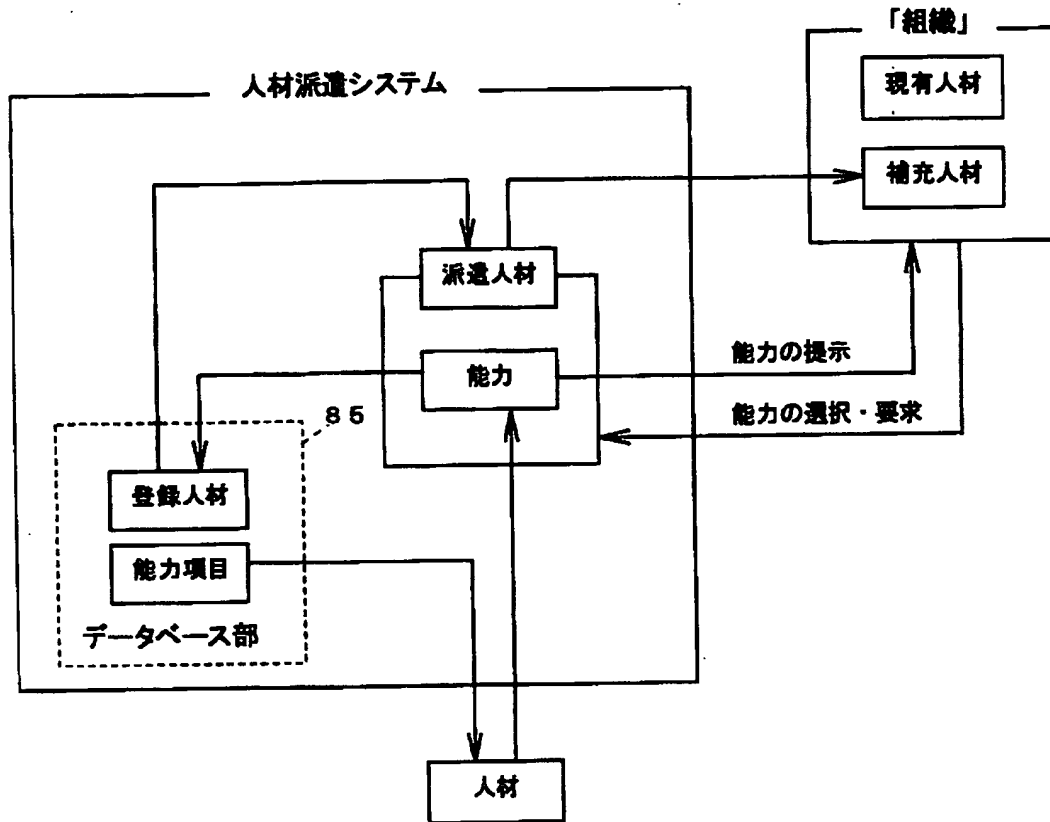 「組織」
人材派遣システム
現有人材
補充人材
派遣人材
能力
能力の提示
能力の選択・要求
85
登録人材
能力項目
データベース部
人材